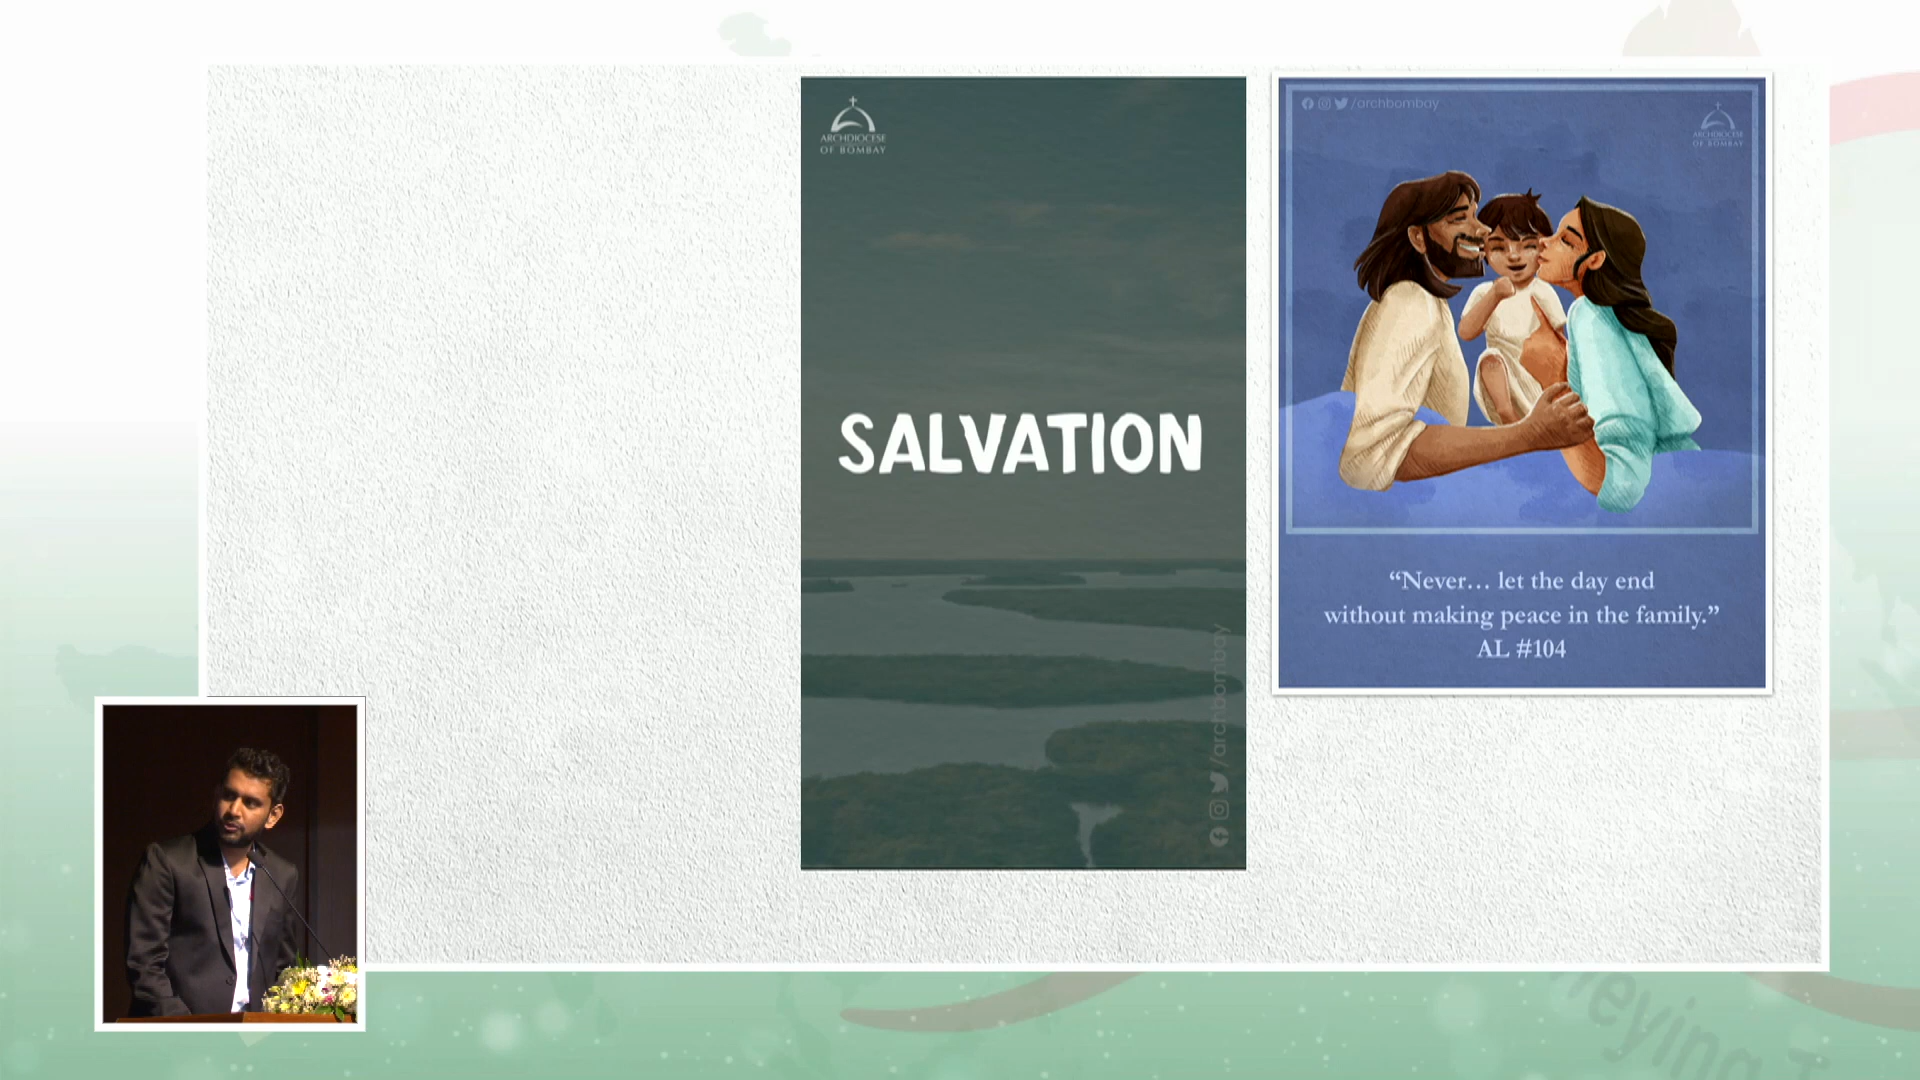 ARCHDIOCESE
OF BOMBAY
SALVATION
/archbombay
/archbombay
ARCHDIOCESE
OF BOMBAY
“Never… let the day end
without making peace in the family.”
AL #104